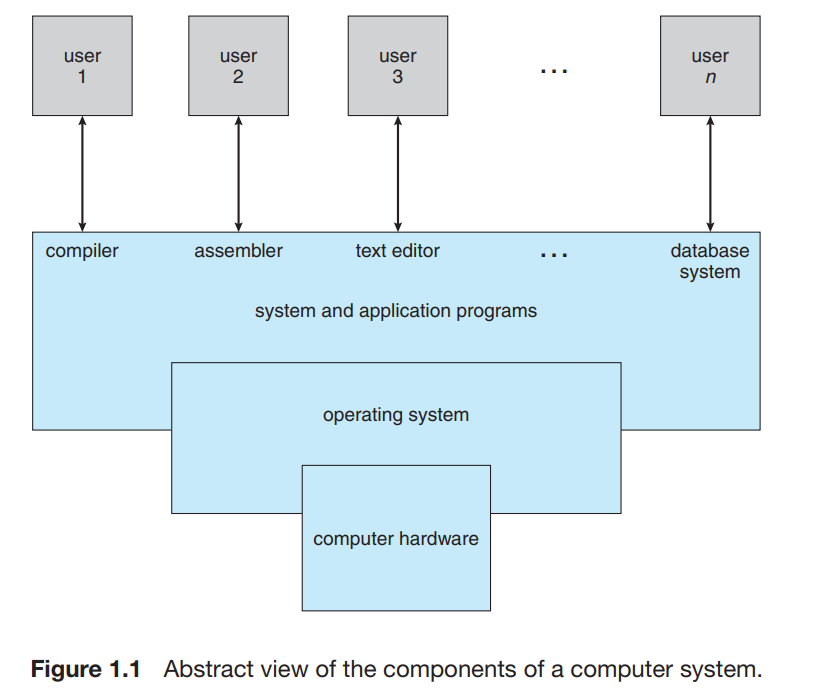 user
1
user
2
user
3
...
user
n
compiler
assembler
text editor
...
database
system
system and application programs
operating system
computer hardware
Figure 1.1 Abstract view of the components of a computer system.